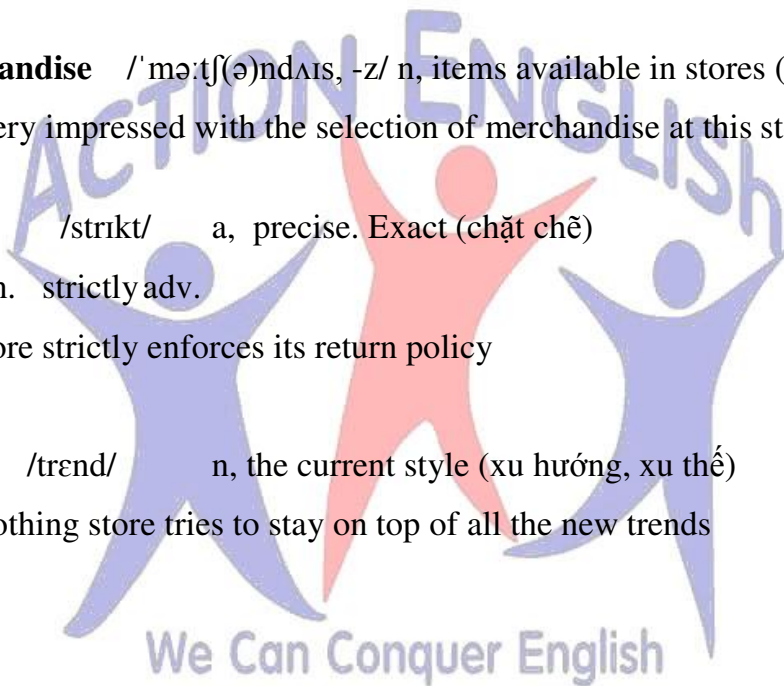 andise /ˈməːtʃ(ə)ndʌɪs, -z/ n, items available in stores (
ery impressed with the selection of merchandise at this st
/strɪkt/ a, precise. Exact (chặt chẽ)
n. strictly adv.
ore strictly enforces its return policy
/trɛnd/ n, the current style (xu hướng, xu thế)
othing store tries to stay on top of all the new trends
ACTION ENGLISh
We Can Conquer English